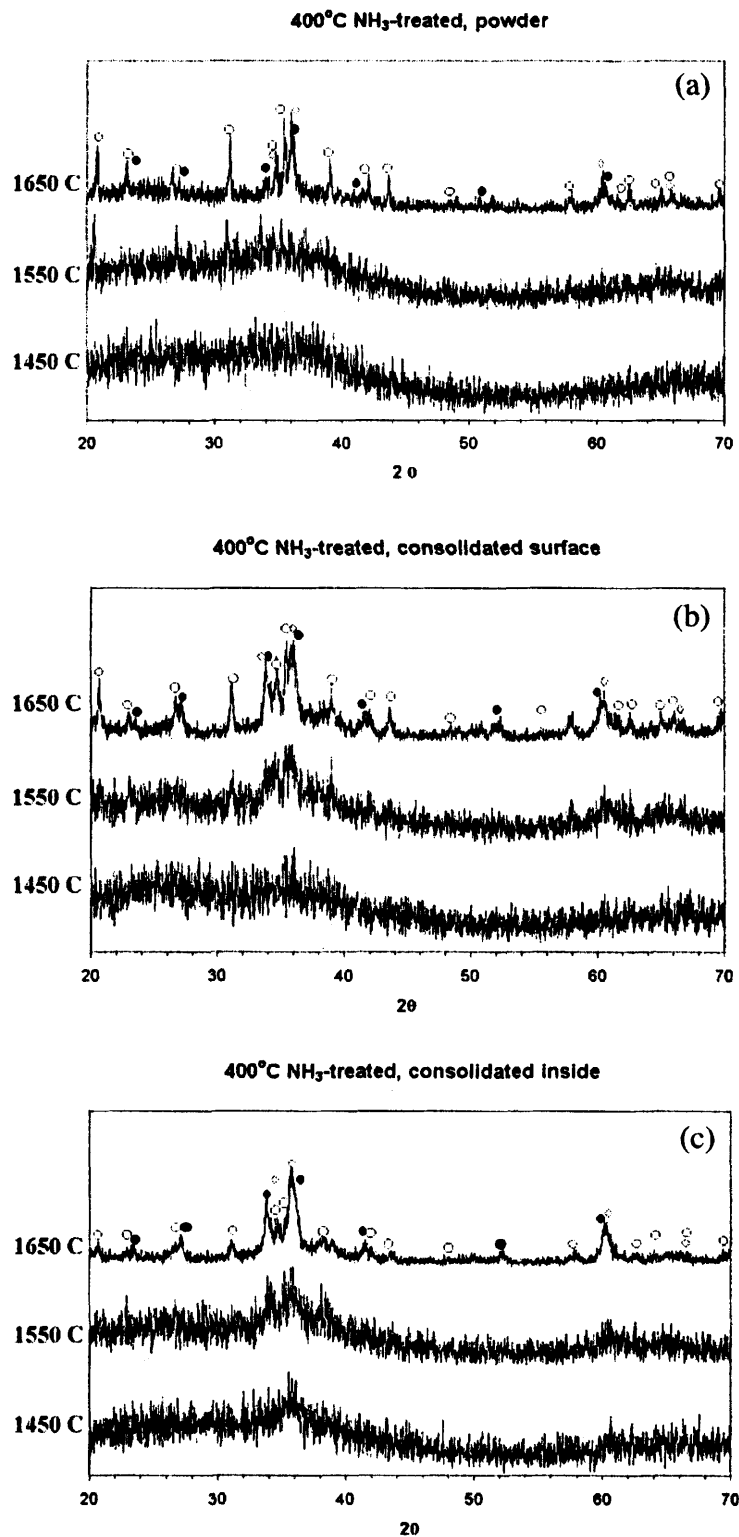 400°C NH₃-treated, powder
(a)
1650 C
1550 C
1450 C
20 30 40 50 60 70
2 θ
400°C NH₃-treated, consolidated surface
(b)
1650 C
1550 C
1450 C
20 30 40 50 60 70
2θ
400°C NH₃-treated, consolidated inside
(c)
1650 C
1550 C
1450 C
20 30 40 50 60 70
2θ